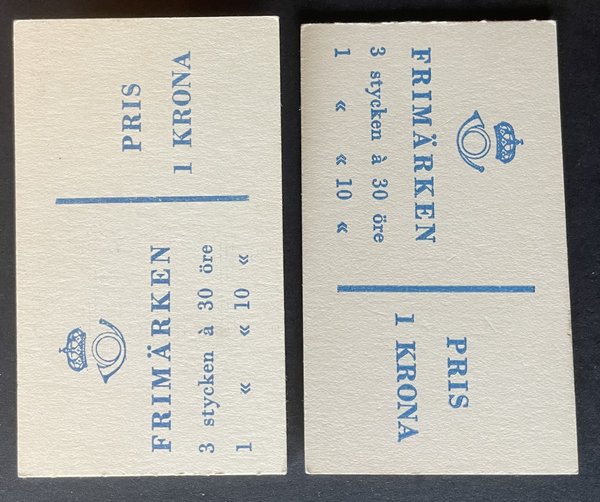 FRIMÄRKEN
3 stycken à 30 öre
1 « « 10 «
PRIS
1 KRONA
FRIMÄRKEN
3 stycken à 30 öre
1 « « 10 «
PRIS
1 KRONA